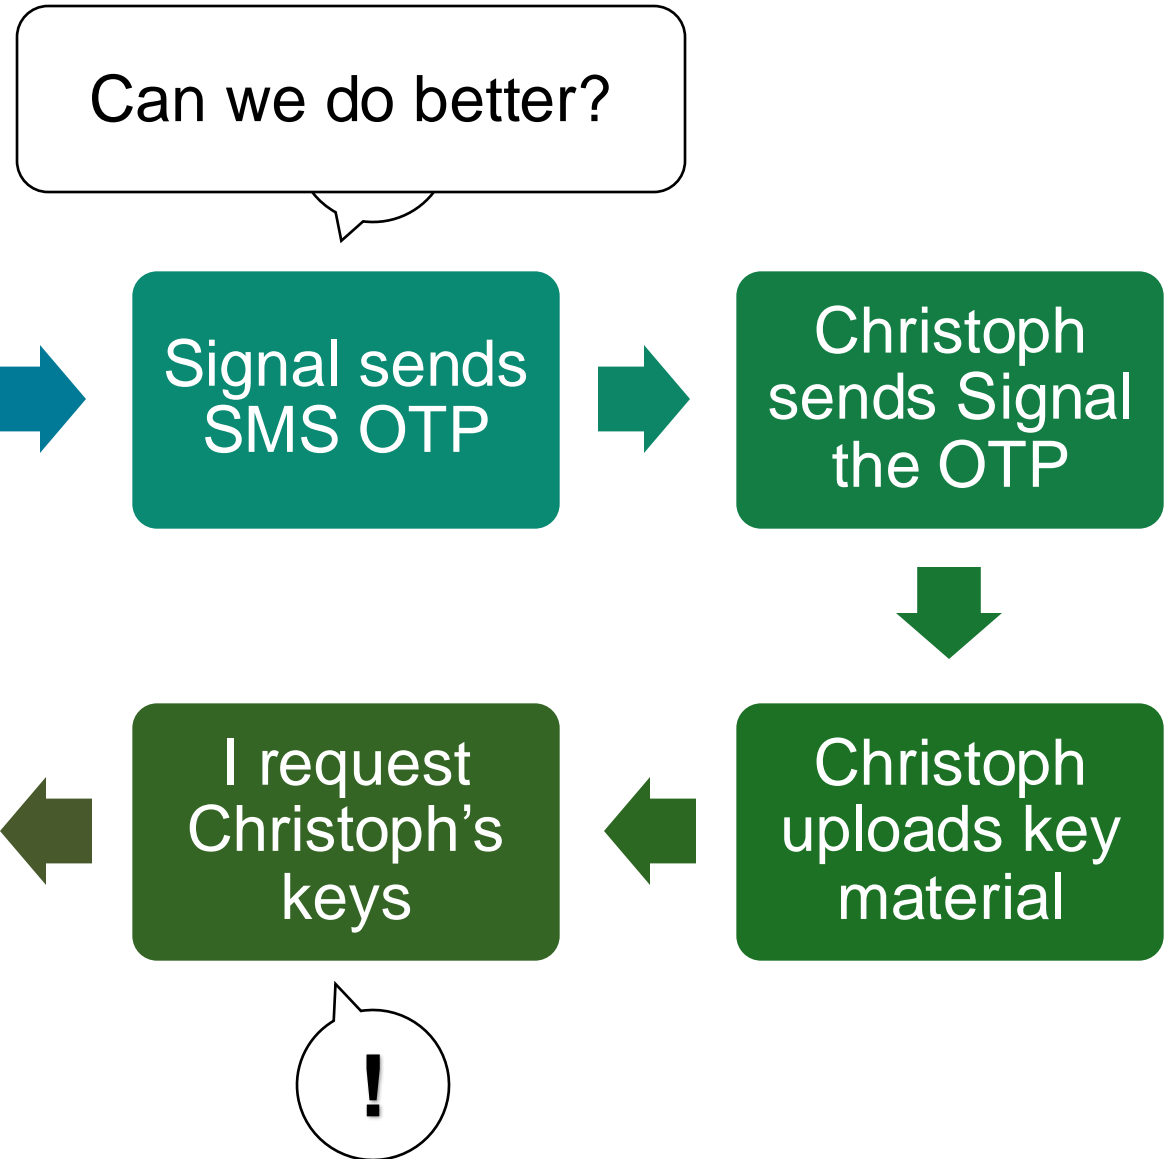 Can we do better?
Signal sends
SMS OTP
Christoph
sends Signal
the OTP
Christoph
uploads key
material
I request
Christoph’s
keys
!